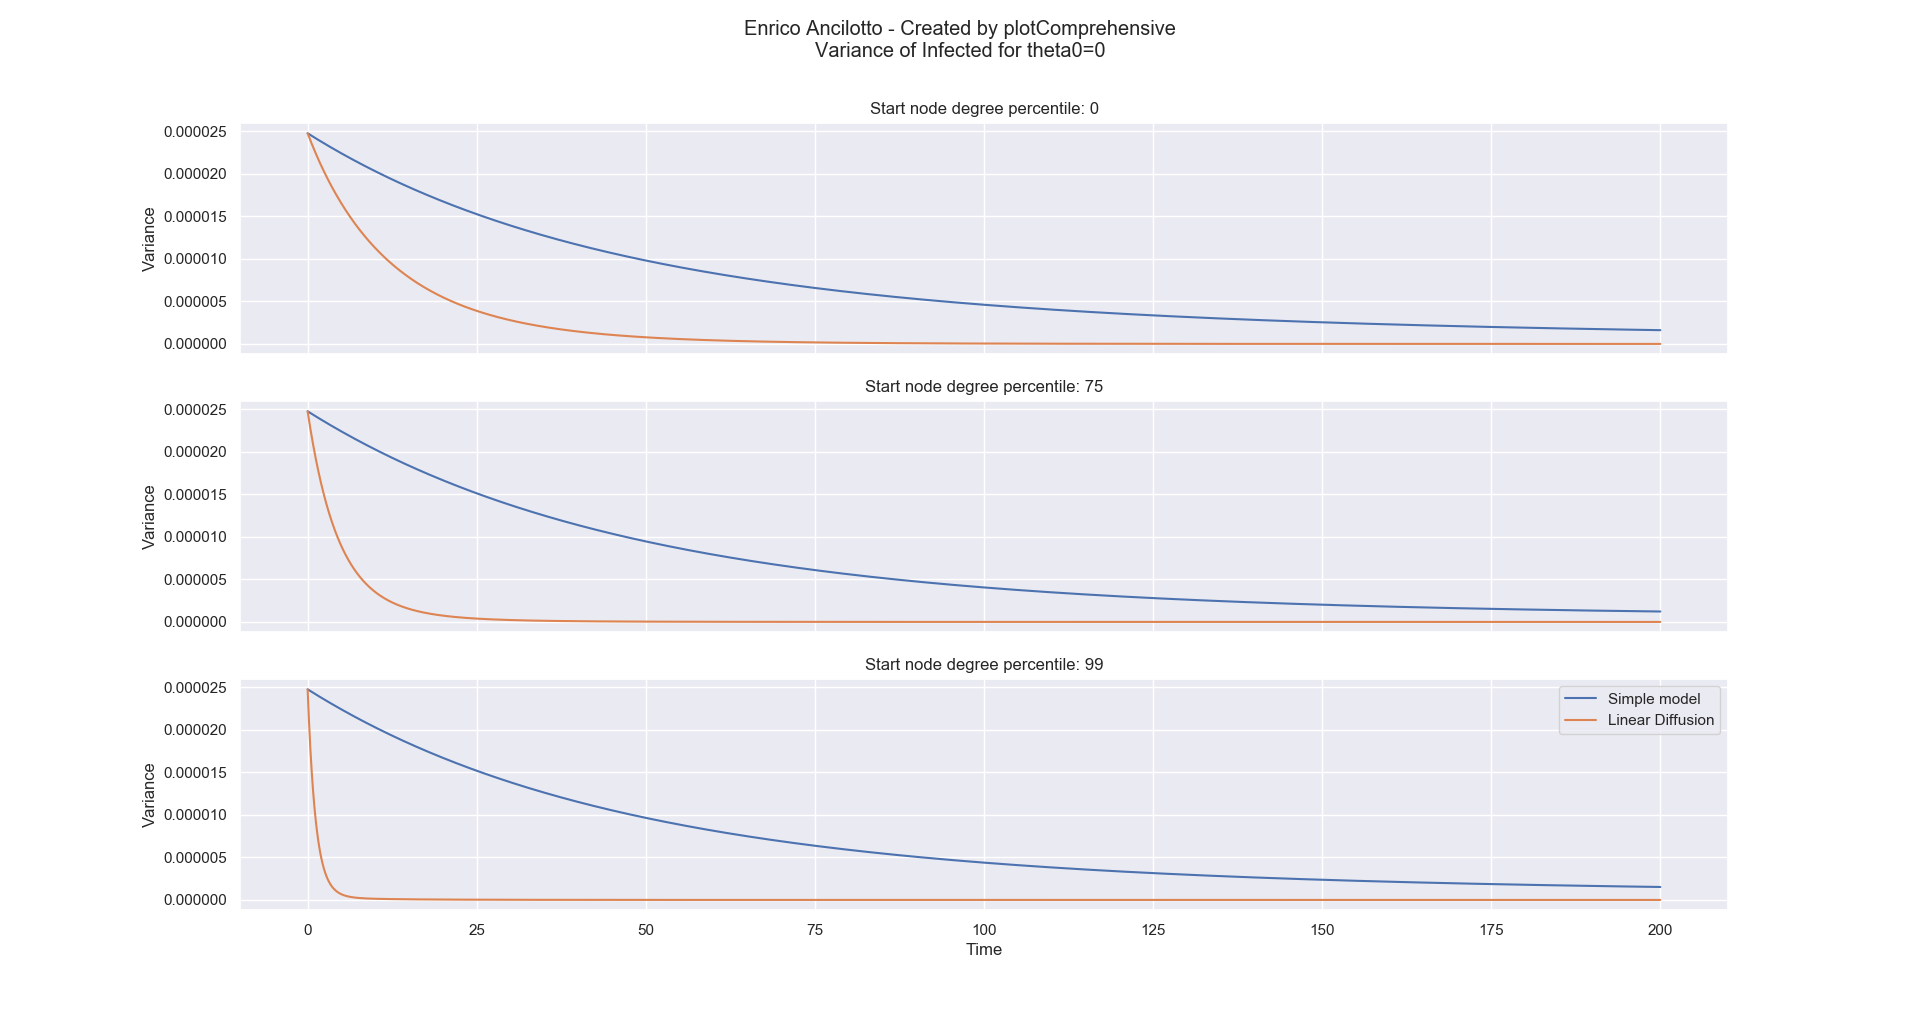 Enrico Ancilotto - Created by plotComprehensive
Variance of Infected for theta0=0
Start node degree percentile: 0
0.000025
0.000020
0.000015
0.000010
0.000005
0.000000
Variance
Start node degree percentile: 75
0.000025
0.000020
0.000015
0.000010
0.000005
0.000000
Variance
Start node degree percentile: 99
0.000025
0.000020
0.000015
0.000010
0.000005
0.000000
Variance
Simple model
Linear Diffusion
0 25 50 75 100 125 150 175 200
Time